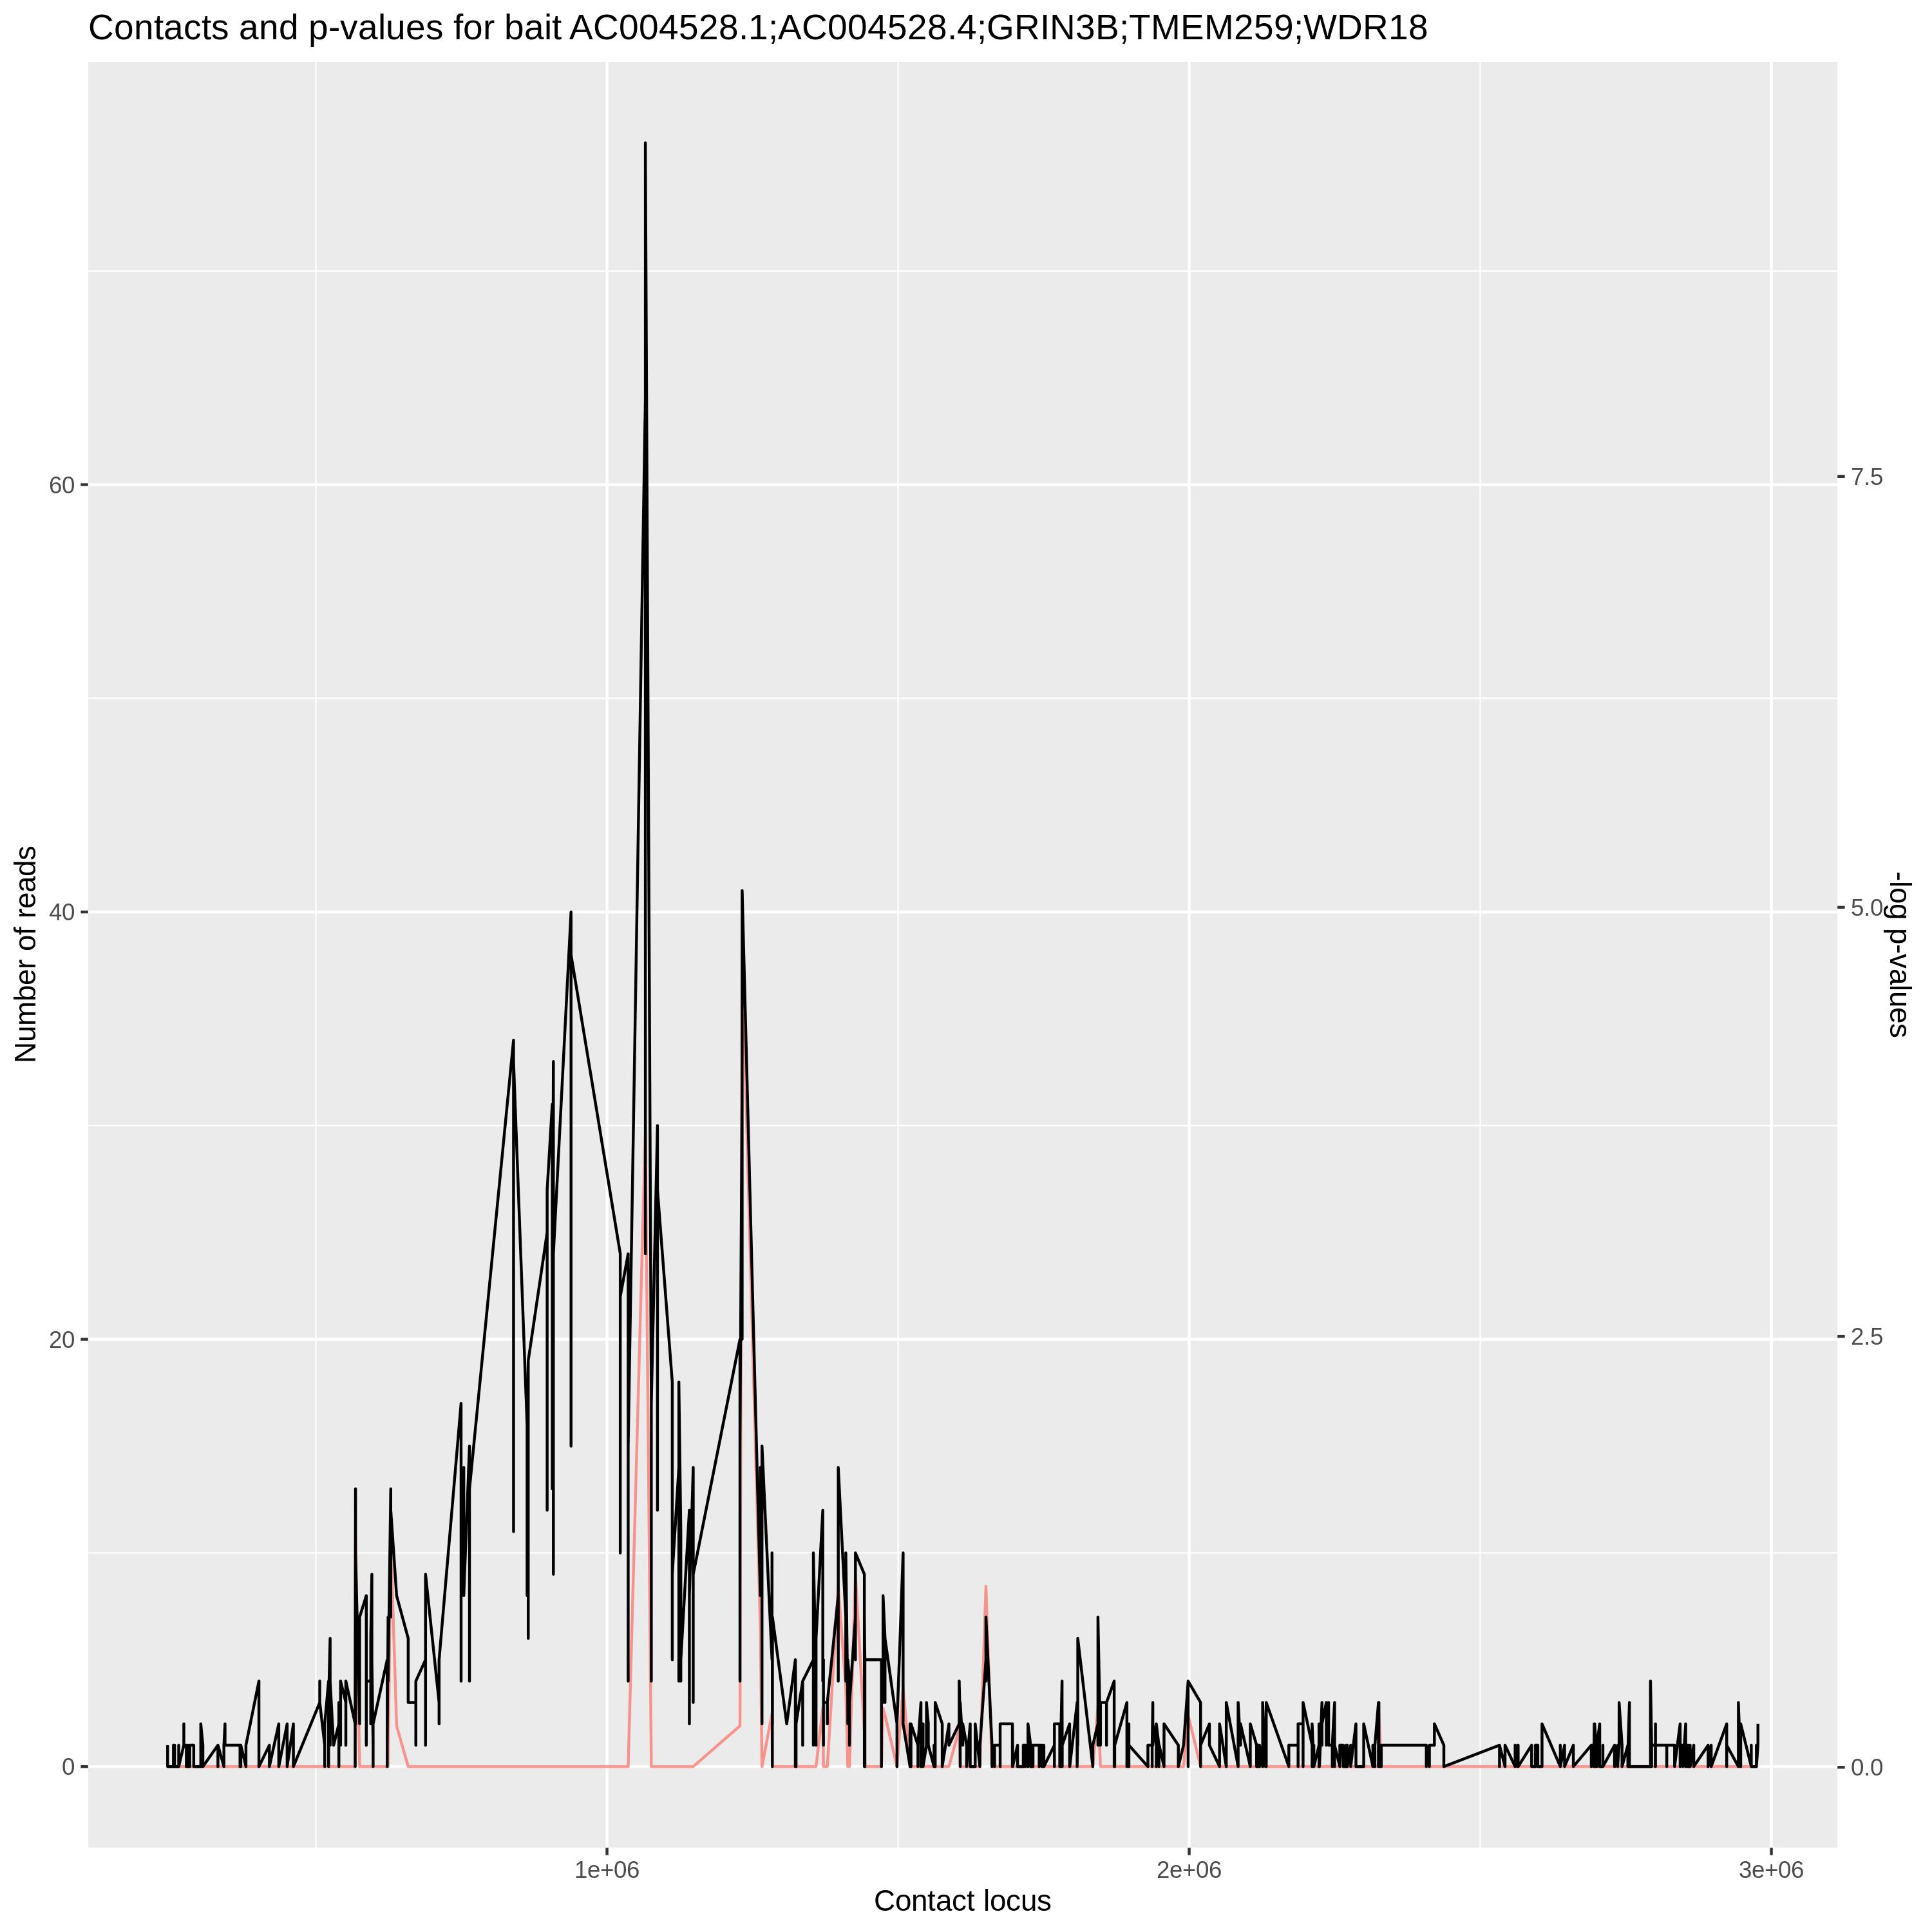 Contacts and p-values for bait AC004528.1;AC004528.4;GRIN3B;TMEM259;WDR18
Number of reads
60
40
20
0
7.5
5.0
2.5
0.0
-log p-values
1e+06
2e+06
3e+06
Contact locus